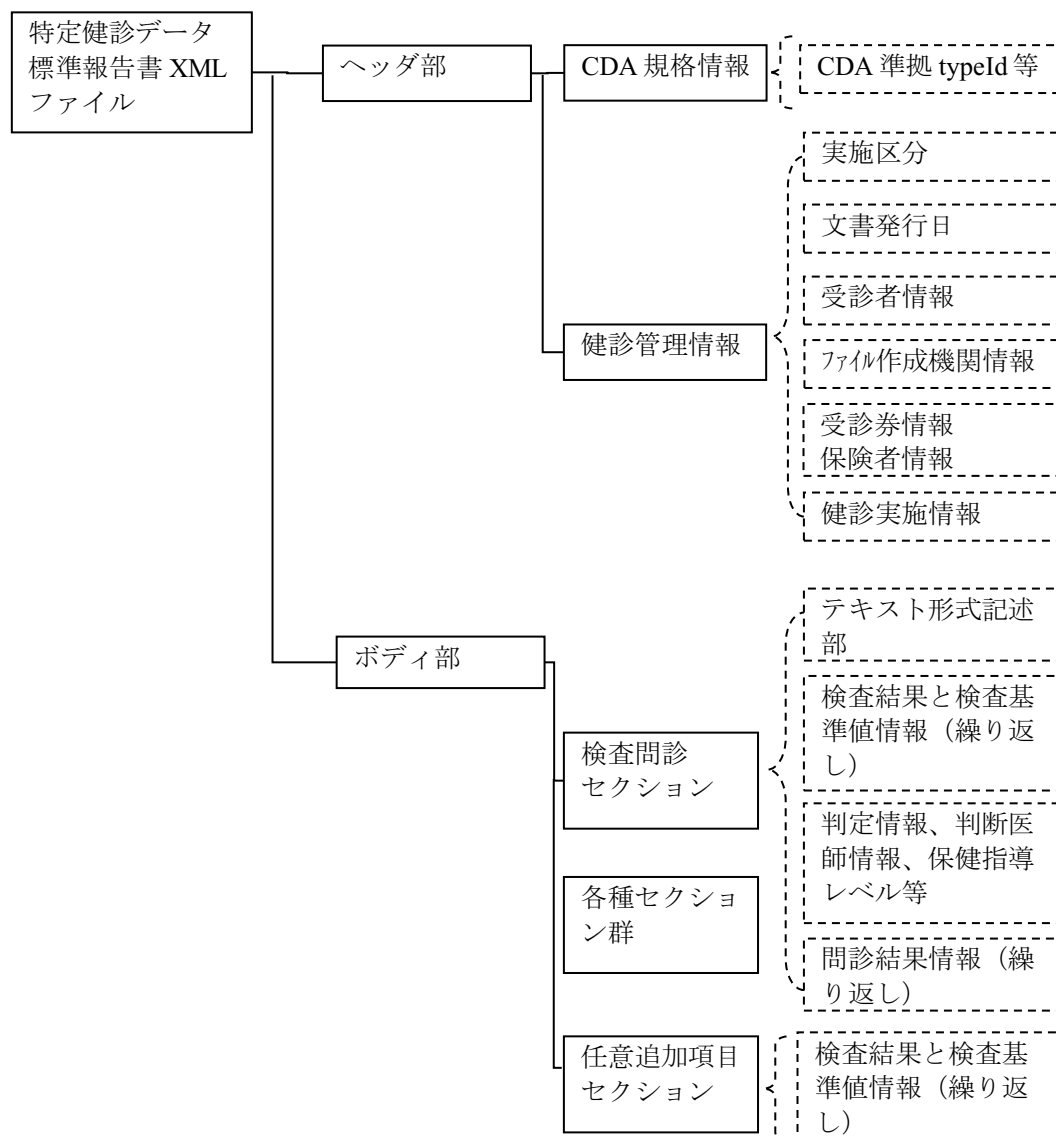 特定健診データ
標準報告書 XML
ファイル
ヘッダ部
CDA 規格情報
CDA 準拠 typeId 等
実施区分
文書発行日
受診者情報
健診管理情報
ﾌｧｲﾙ作成機関情報
受診券情報
保険者情報
健診実施情報
ボディ部
テキスト形式記述
部
検査問診
セクション
検査結果と検査基
準値情報（繰り返
し）
判定情報、判断医
師情報、保健指導
レベル等
各種セクショ
ン群
問診結果情報（繰
り返し）
任意追加項目
セクション
検査結果と検査基
準値情報（繰り返
し）